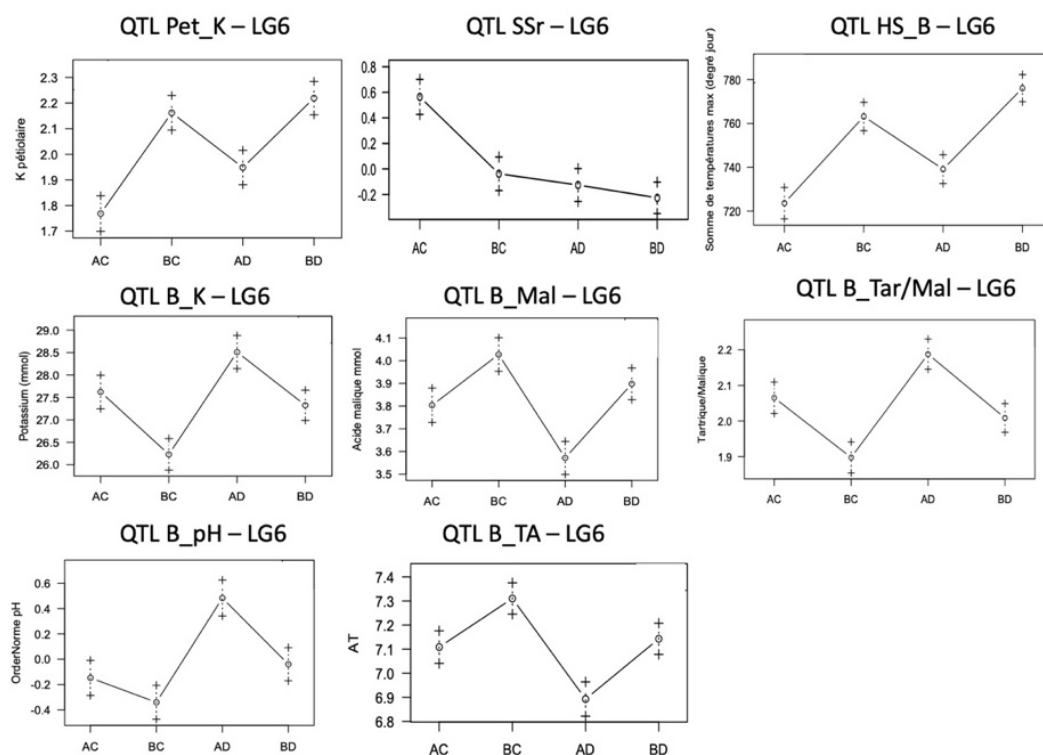 QTL Pet_K – LG6
K pétiolaire
2.3
2.2
2.1
2.0
1.9
1.8
1.7
AC BC AD BD
QTL SSr – LG6
0.8
0.6
0.4
0.2
0.0
-0.2
AC BC AD BD
QTL HS_B – LG6
Somme de températures max (degré jour)
780
760
740
720
AC BC AD BD
QTL B_K – LG6
Potassium (mmol)
29.0
28.5
28.0
27.5
27.0
26.5
26.0
AC BC AD BD
QTL B_Mal – LG6
Acide malique mmol
4.1
4.0
3.9
3.8
3.7
3.6
3.5
AC BC AD BD
QTL B_Tar/Mal – LG6
Tartrique/Malique
2.2
2.1
2.0
1.9
AC BC AD BD
QTL B_pH – LG6
OrderNorme pH
0.6
0.4
0.2
0.0
-0.2
-0.4
AC BC AD BD
QTL B_TA – LG6
AT
7.4
7.3
7.2
7.1
7.0
6.9
6.8
AC BC AD BD